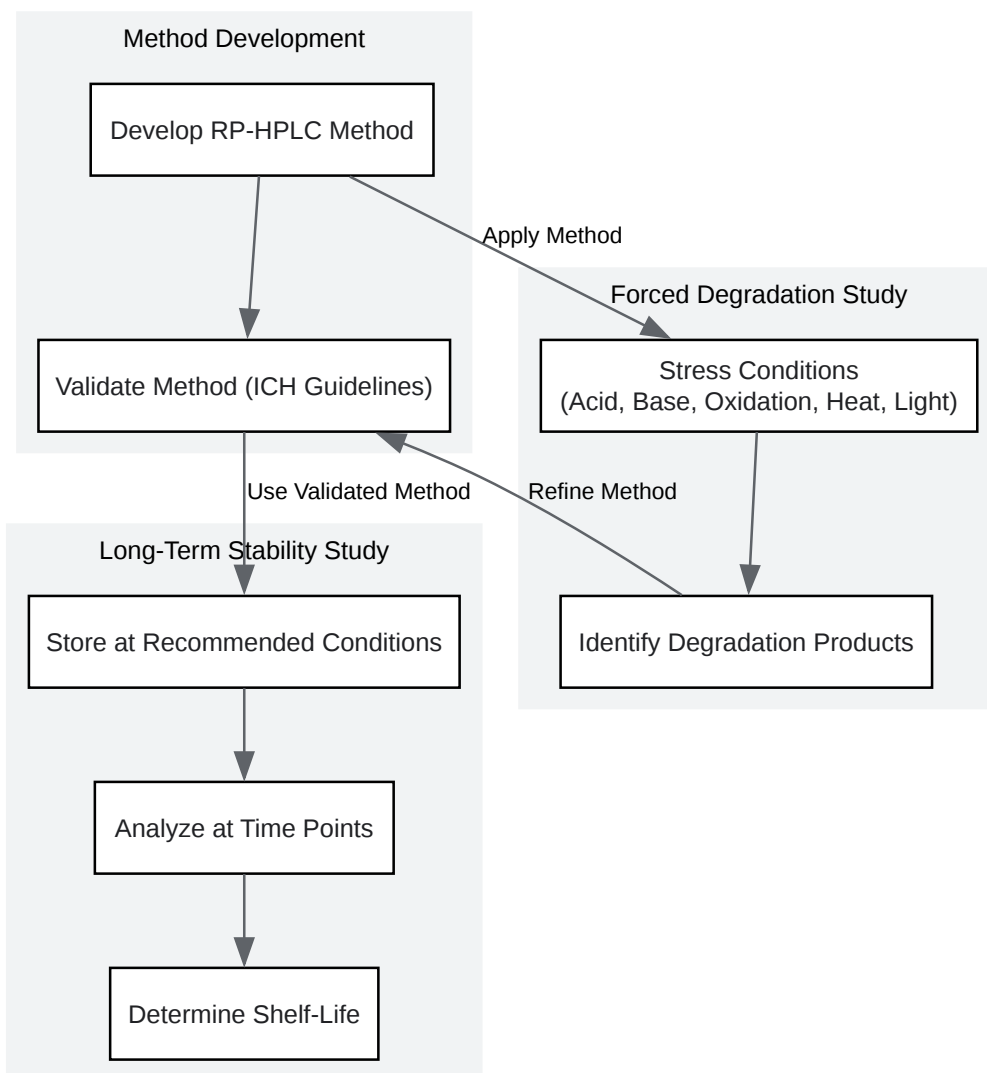 Method Development
Develop RP-HPLC Method
Apply Method
Forced Degradation Study
Validate Method (ICH Guidelines)
Stress Conditions
(Acid, Base, Oxidation, Heat, Light)
Use Validated Method
Refine Method
Long-Term Stability Study
Store at Recommended Conditions
Identify Degradation Products
Analyze at Time Points
Determine Shelf-Life